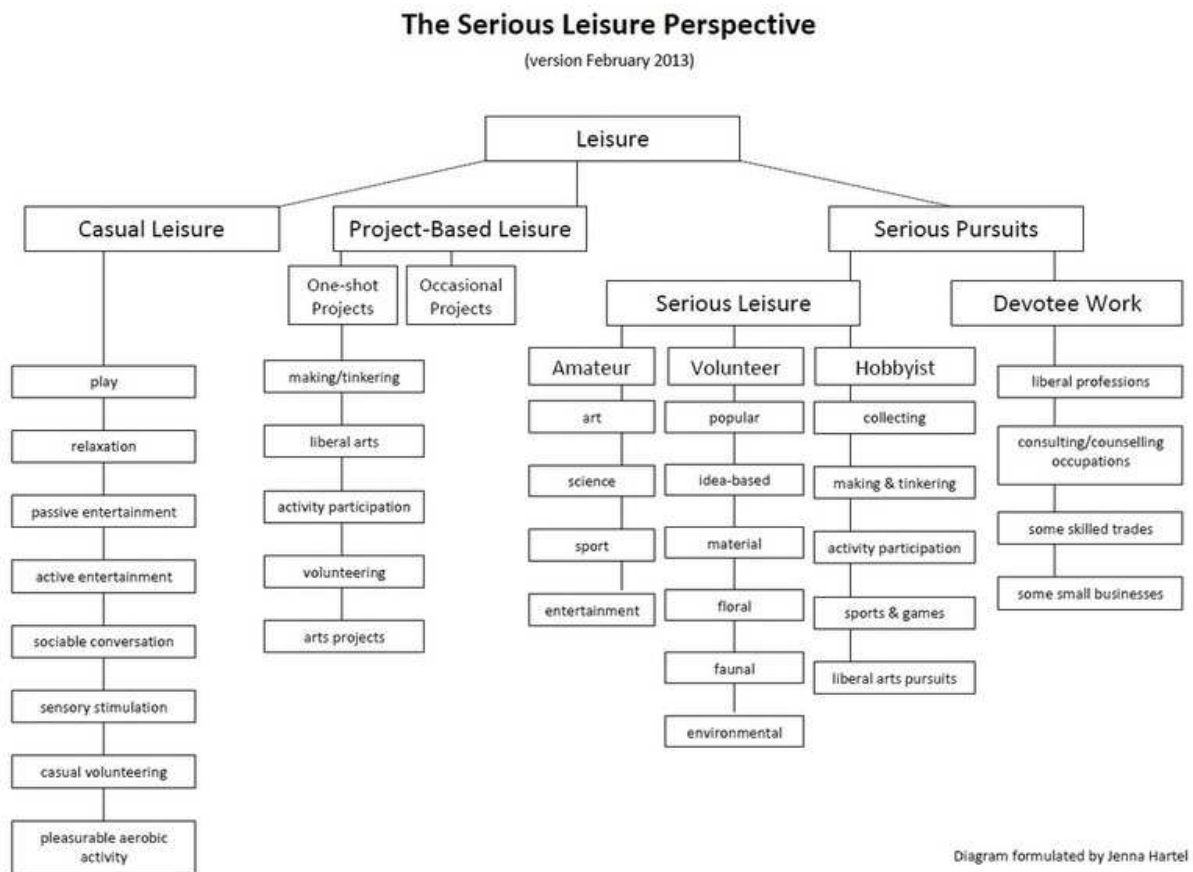 The Serious Leisure Perspective
(version February 2013)
Leisure
Casual Leisure
Project-Based Leisure
Serious Pursuits
One-shot
Projects
Occasional
Projects
Serious Leisure
Devotee Work
Amateur
Volunteer
Hobbyist
play
relaxation
passive entertainment
active entertainment
sociable conversation
sensory stimulation
casual volunteering
pleasurable aerobic
activity
making/tinkering
liberal arts
activity participation
volunteering
arts projects
art
science
sport
entertainment
popular
idea-based
material
floral
faunal
environmental
collecting
making & tinkering
activity participation
sports & games
liberal arts pursuits
liberal professions
consulting/counselling
occupations
some skilled trades
some small businesses
Diagram formulated by Jenna Hartel